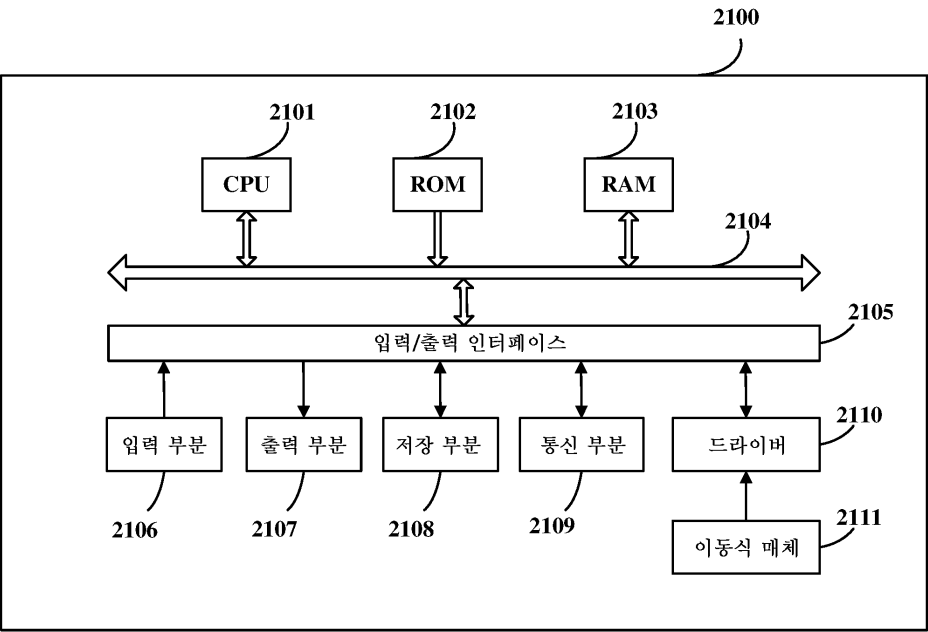 2100
2101
2102
2103
CPU
ROM
RAM
2104
2105
입력/출력 인터페이스
입력 부분
출력 부분
저장 부분
통신 부분
드라이버
2110
2106
2107
2108
2109
이동식 매체
2111